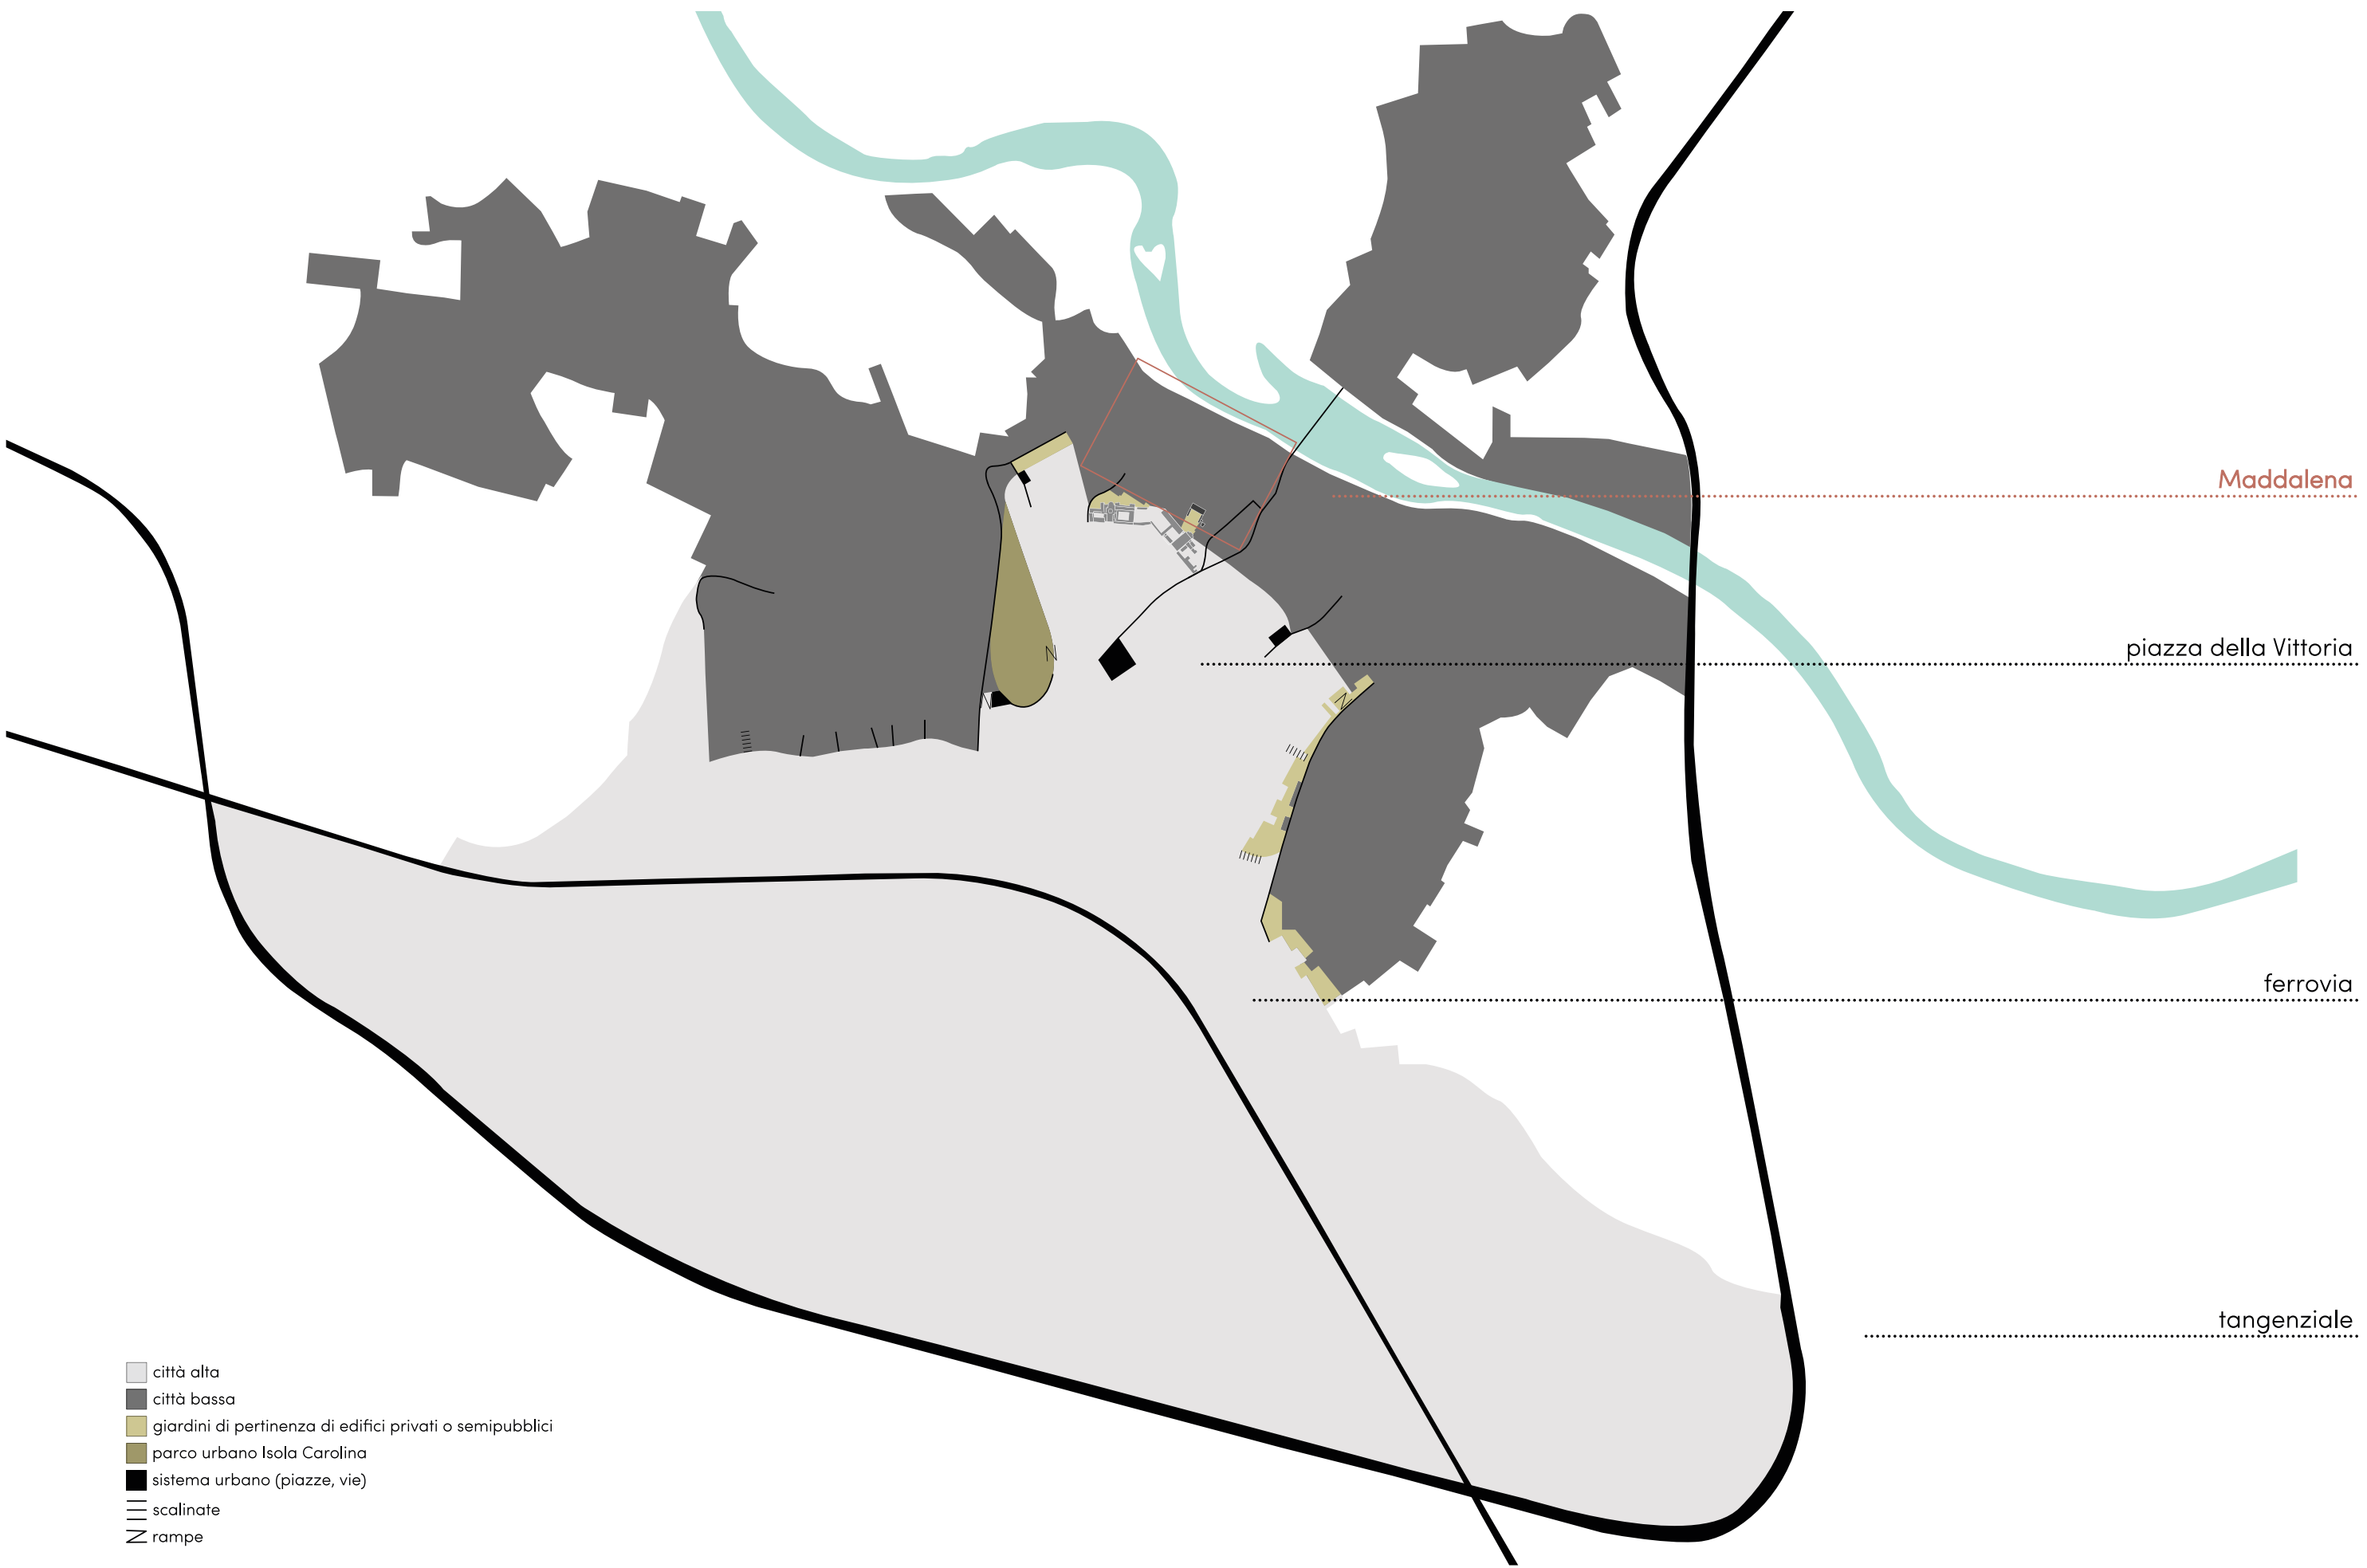 Maddalena
piazza della Vittoria
ferrovia
tangenziale
città alta
città bassa
giardini di pertinenza di edifici privati o semipubblici
parco urbano Isola Carolina
sistema urbano (piazze, vie)
scalinate
rampe